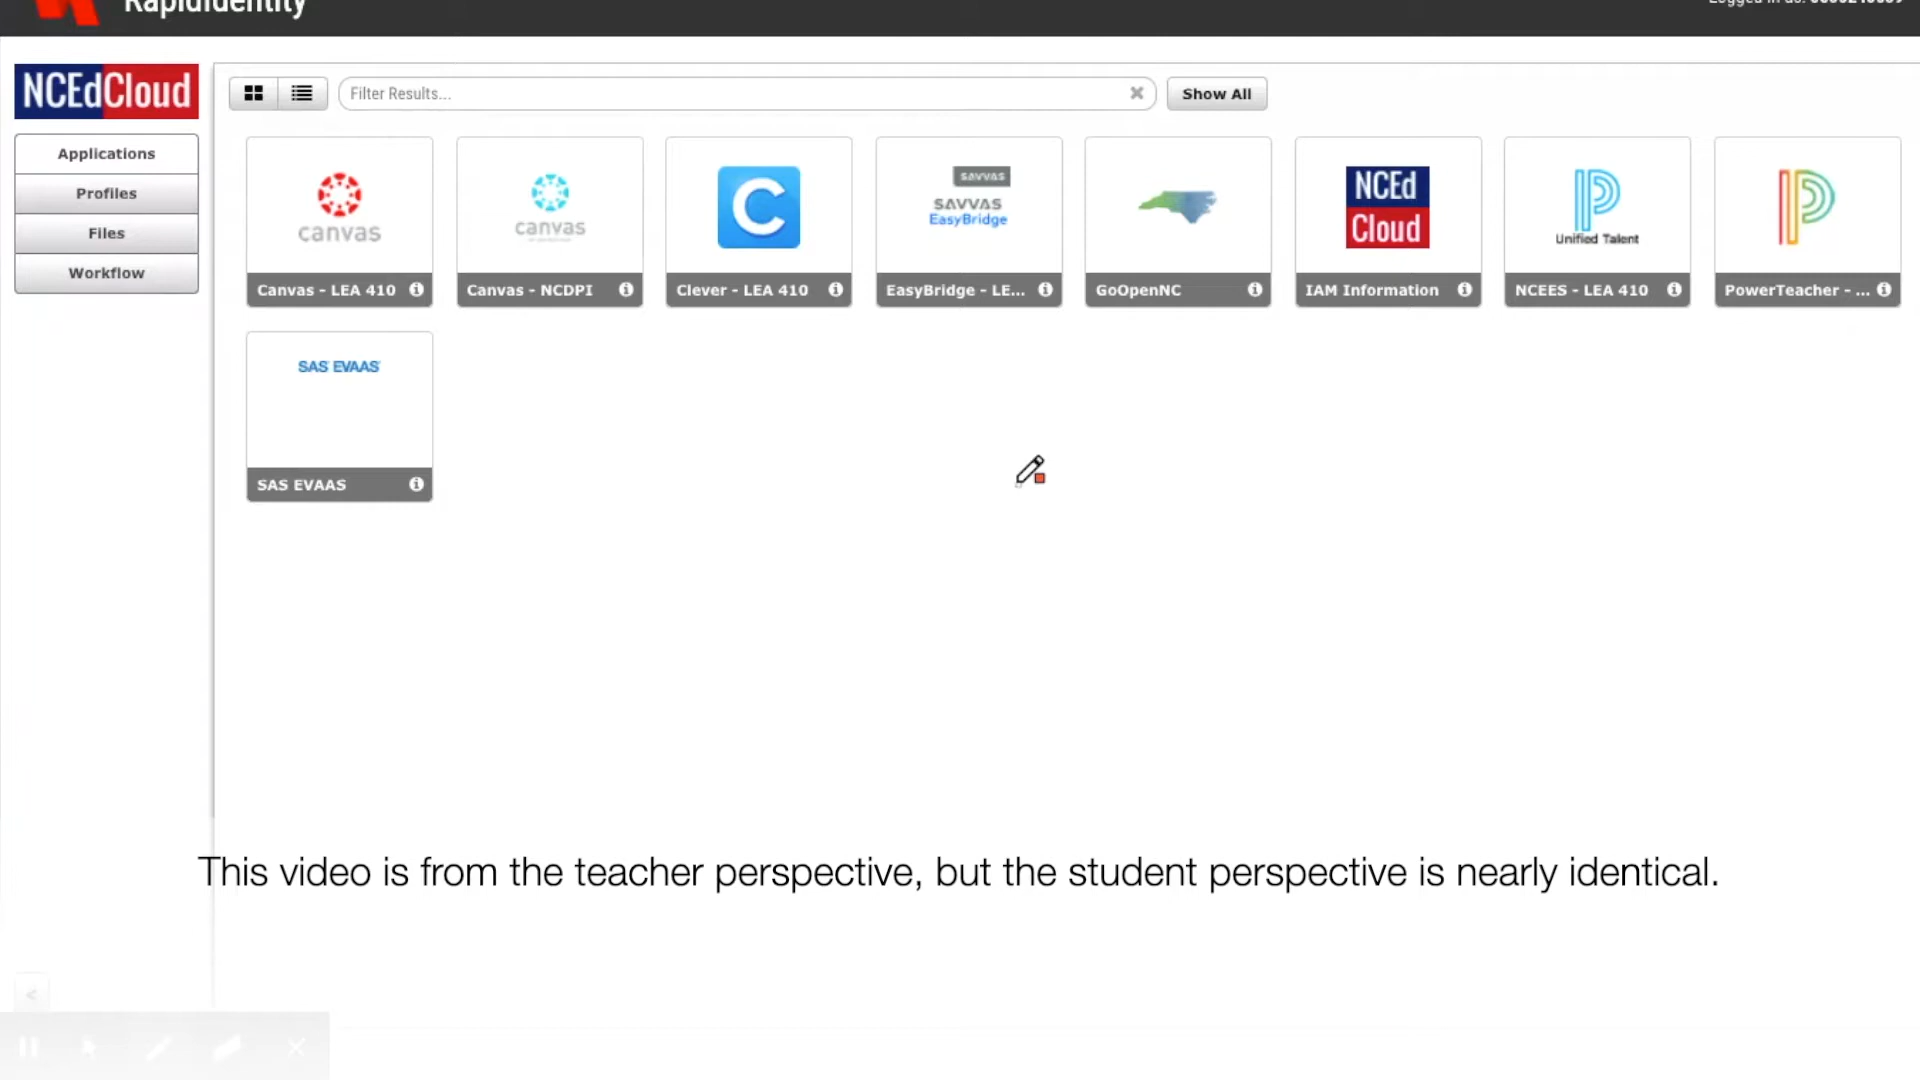 RapidIdentity
NCEdCloud
Filter Results...
Show All
Applications
Profiles
Files
Workflow
canvas
canvas
C
SAVVAS
SAVVAS
EasyBridge
NCEd
Cloud
Unified Talent
Canvas - LEA 410
Canvas - NCDPI
Clever - LEA 410
EasyBridge - LE...
GoOpenNC
IAM Information
NCEES - LEA 410
PowerTeacher - ...
SAS EVAAS
SAS EVAAS
This video is from the teacher perspective, but the student perspective is nearly identical.
<